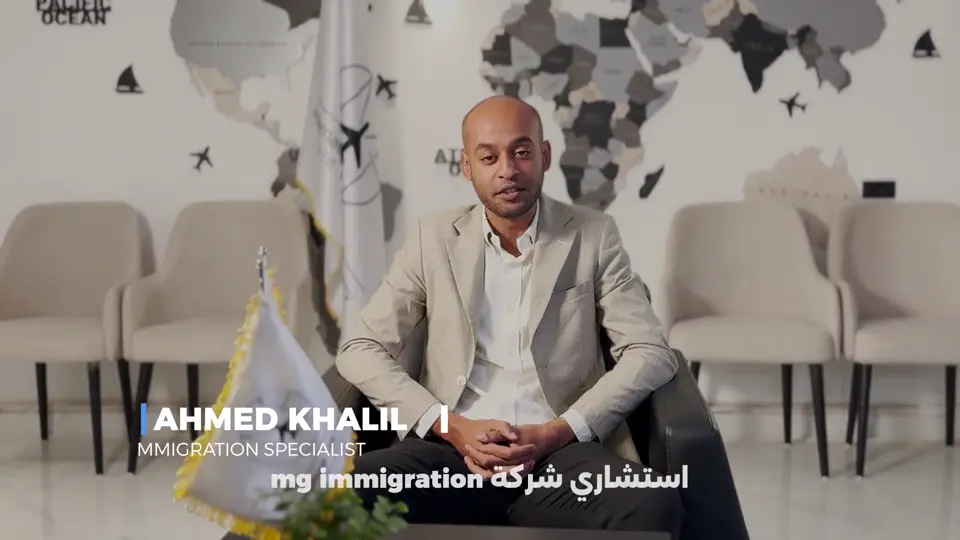 PACIFIC
OCEAN
AHMED KHALIL
MMIGRATION SPECIALIST
استشاري شركة mg immigration